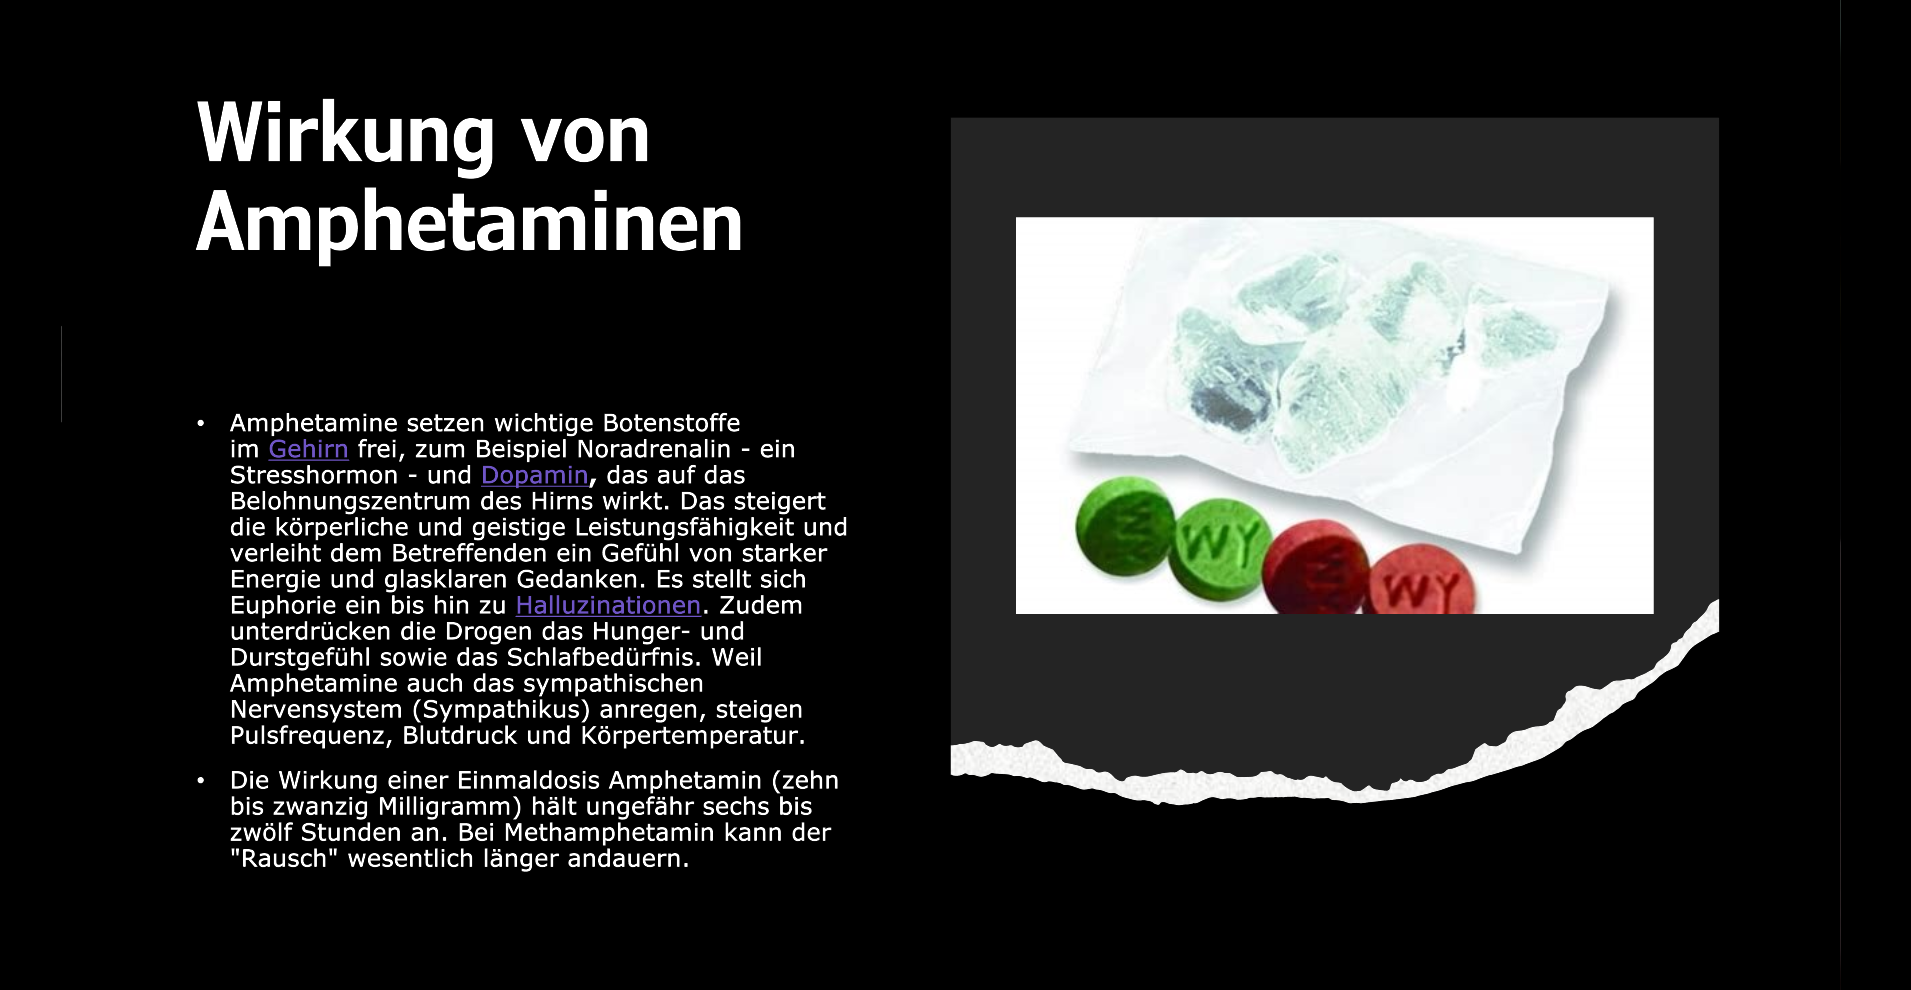 Wirkung von
Amphetaminen
• Amphetamine setzen wichtige Botenstoffe
im Gehirn frei, zum Beispiel Noradrenalin - ein
Stresshormon - und Dopamin, das auf das
Belohnungszentrum des Hirns wirkt. Das steigert
die körperliche und geistige Leistungsfähigkeit und
verleiht dem Betreffenden ein Gefühl von starker
Energie und glasklaren Gedanken. Es stellt sich
Euphorie ein bis hin zu Halluzinationen. Zudem
unterdrücken die Drogen das Hunger- und
Durstgefühl sowie das Schlafbedürfnis. Weil
Amphetamine auch das sympathischen
Nervensystem (Sympathikus) anregen, steigen
Pulsfrequenz, Blutdruck und Körpertemperatur.
• Die Wirkung einer Einmaldosis Amphetamin (zehn
bis zwanzig Milligramm) hält ungefähr sechs bis
zwölf Stunden an. Bei Methamphetamin kann der
"Rausch" wesentlich länger andauern.
WY
WY